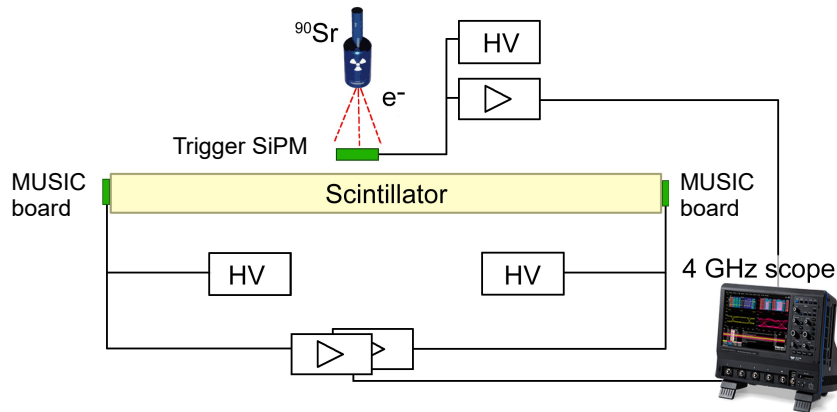 ⁹⁰Sr
HV
e⁻
Trigger SiPM
MUSIC
board
Scintillator
MUSIC
board
HV
HV
4 GHz scope